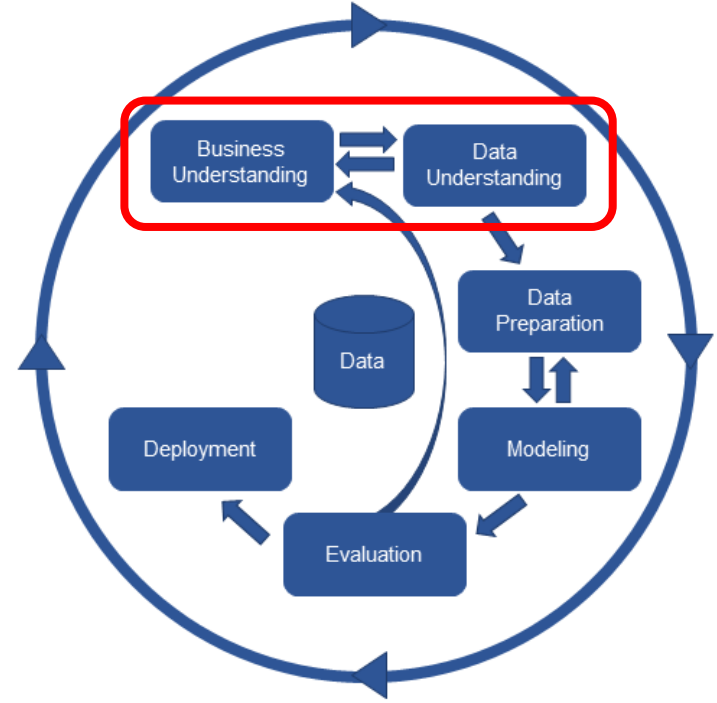 Business
Understanding
Data
Understanding
Data
Preparation
Data
Deployment
Modeling
Evaluation